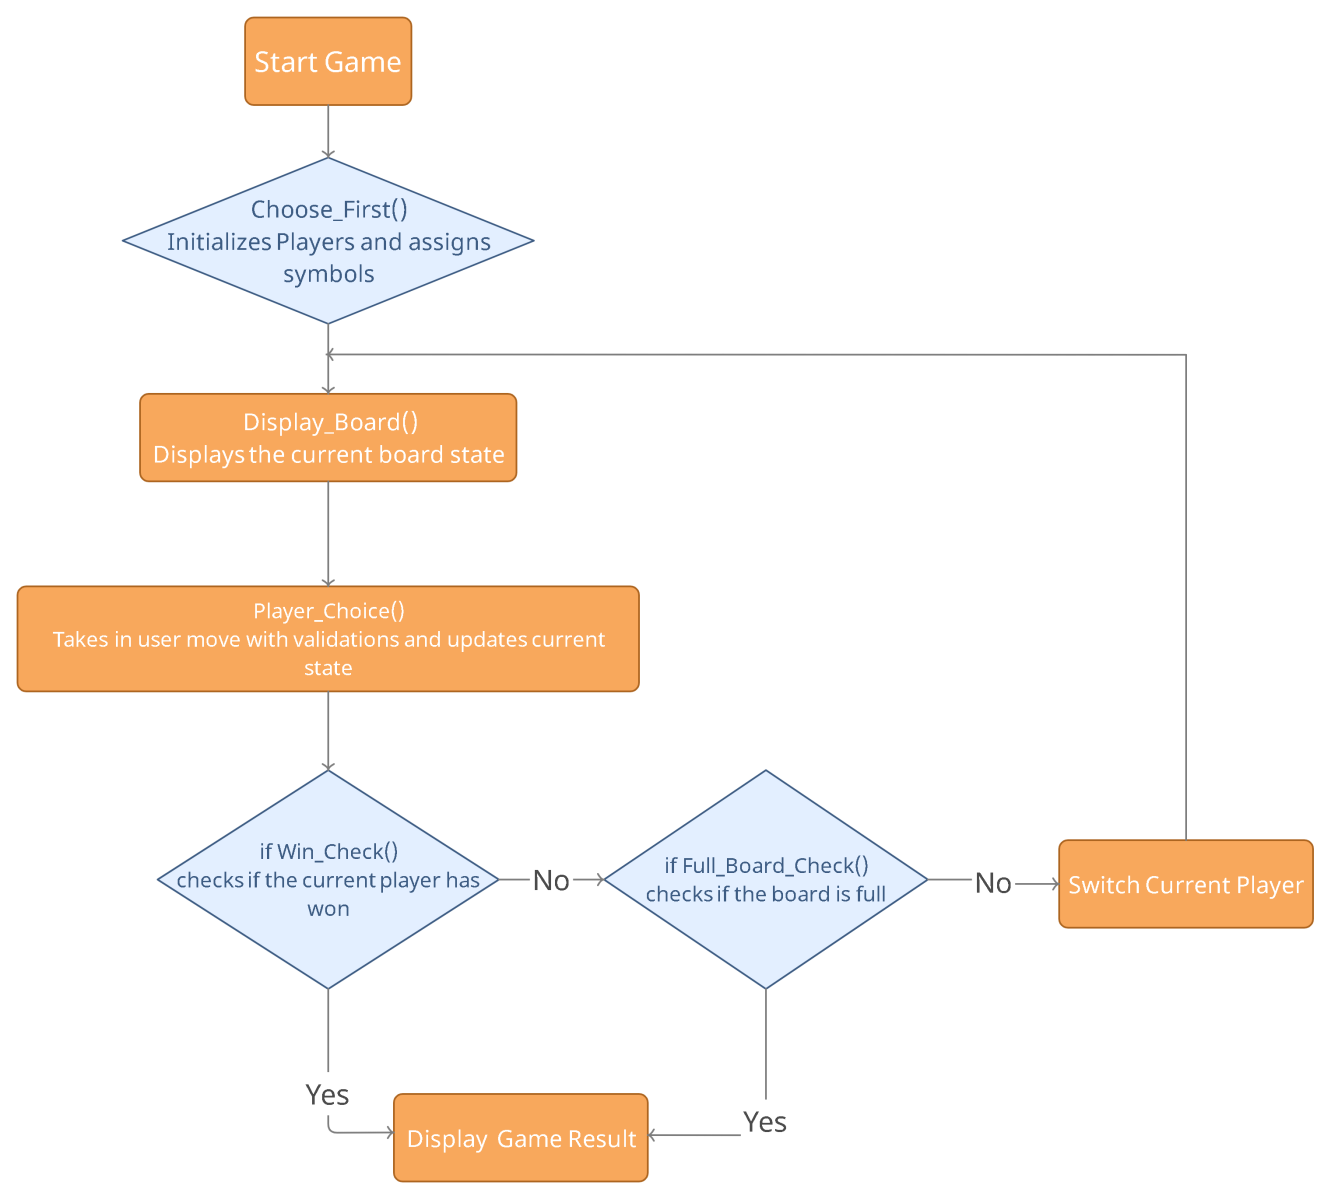 Start Game
Choose_First()
Initializes Players and assigns
symbols
Display_Board()
Displays the current board state
Player_Choice()
Takes in user move with validations and updates current
state
if Win_Check()
checks if the current player has
won
No
if Full_Board_Check()
checks if the board is full
No
Switch Current Player
Yes
Yes
Display Game Result